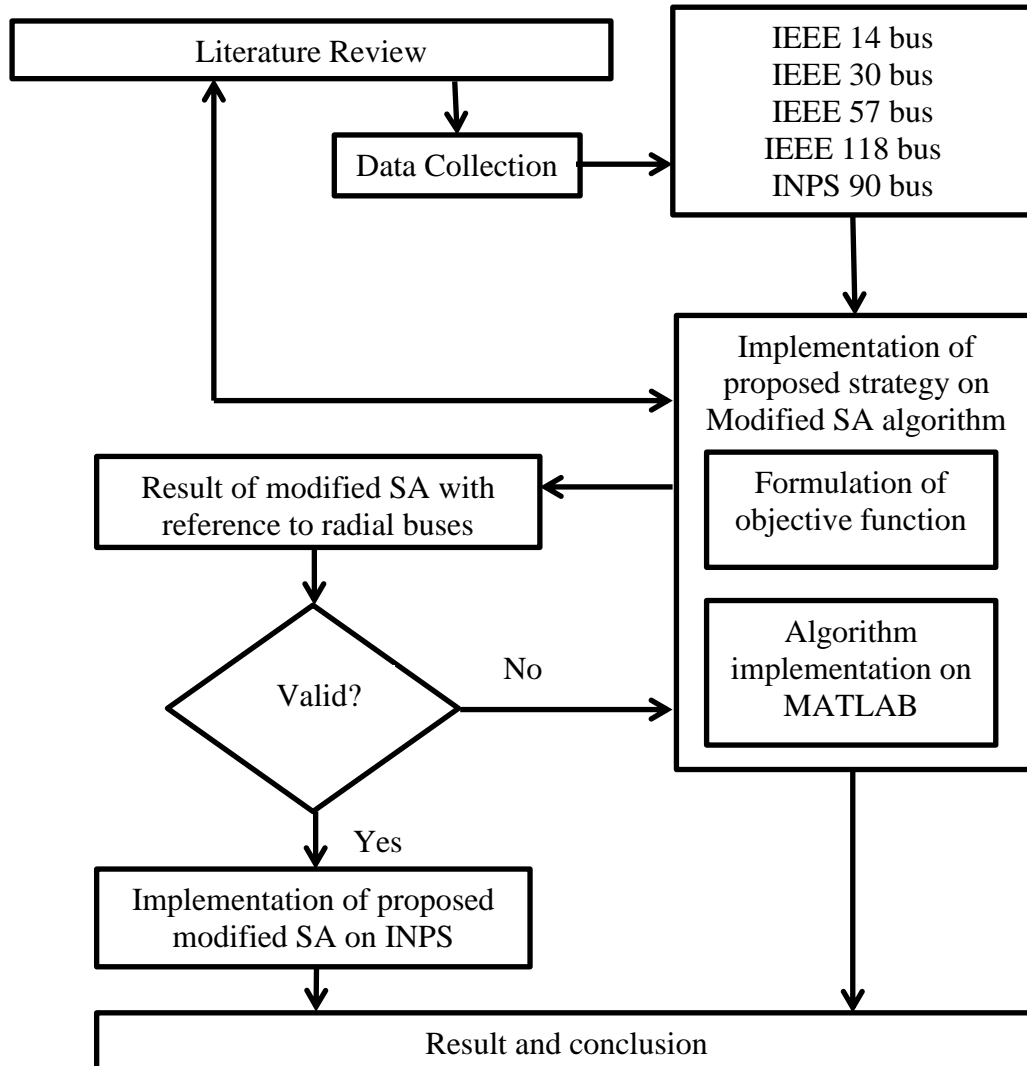 Literature Review
Data Collection
IEEE 14 bus
IEEE 30 bus
IEEE 57 bus
IEEE 118 bus
INPS 90 bus
Implementation of
proposed strategy on
Modified SA algorithm
Formulation of
objective function
Algorithm
implementation on
MATLAB
Result of modified SA with
reference to radial buses
Valid?
No
Yes
Implementation of proposed
modified SA on INPS
Result and conclusion